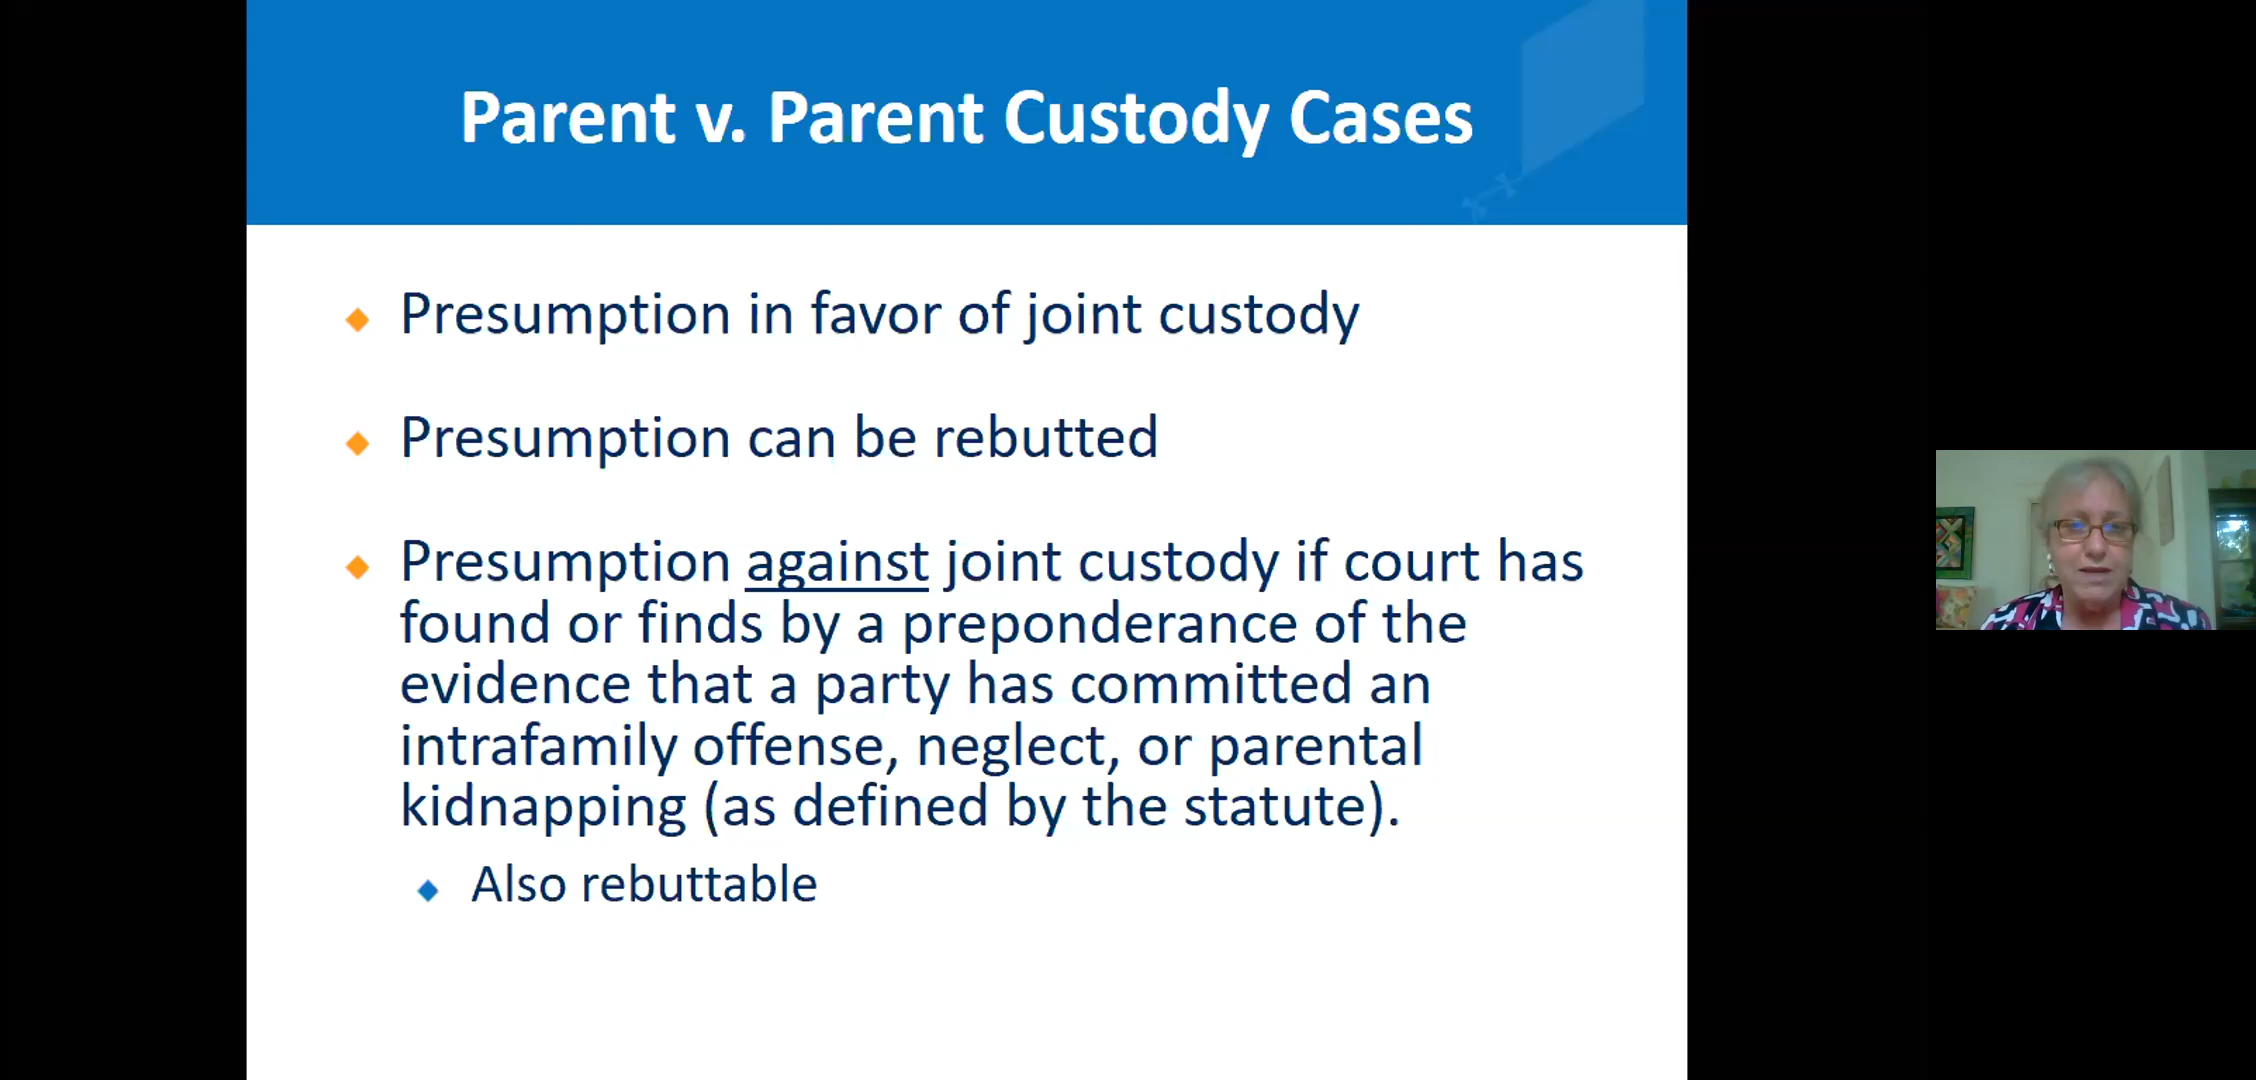 Parent v. Parent Custody Cases
Presumption in favor of joint custody
Presumption can be rebutted
Presumption against joint custody if court has
found or finds by a preponderance of the
evidence that a party has committed an
intrafamily offense, neglect, or parental
kidnapping (as defined by the statute).
Also rebuttable